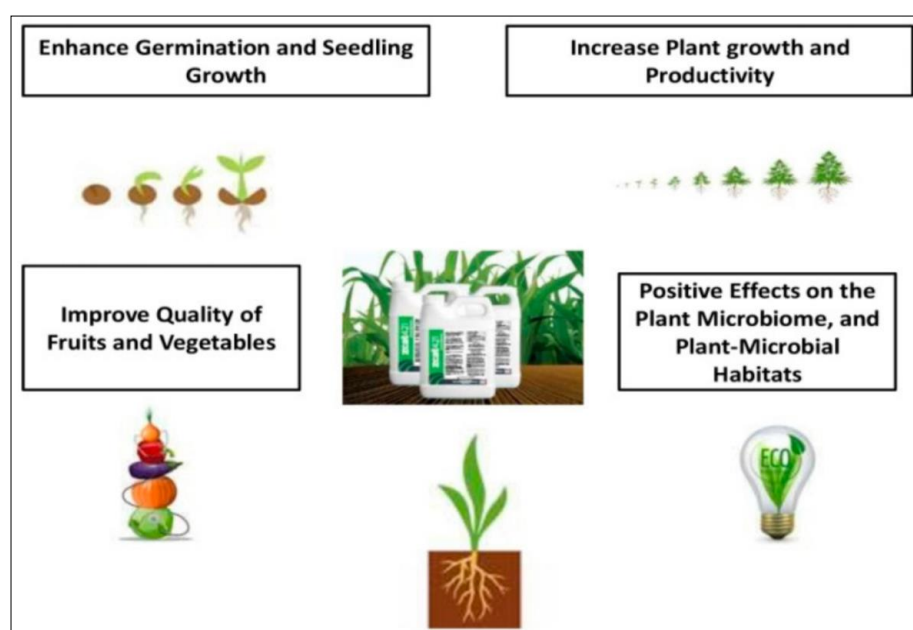 Enhance Germination and Seedling
Growth
Increase Plant growth and
Productivity
Improve Quality of
Fruits and Vegetables
Positive Effects on the
Plant Microbiome, and
Plant-Microbial
Habitats
ECO